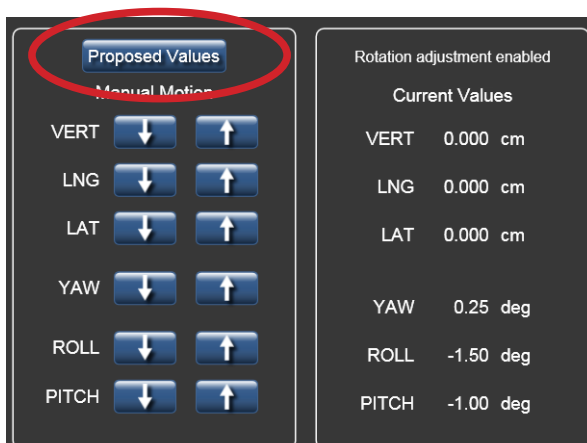 Proposed Values
Manual Motion
VERT
LNG
LAT
YAW
ROLL
PITCH
Rotation adjustment enabled
Current Values
VERT 0.000 cm
LNG 0.000 cm
LAT 0.000 cm
YAW 0.25 deg
ROLL -1.50 deg
PITCH -1.00 deg